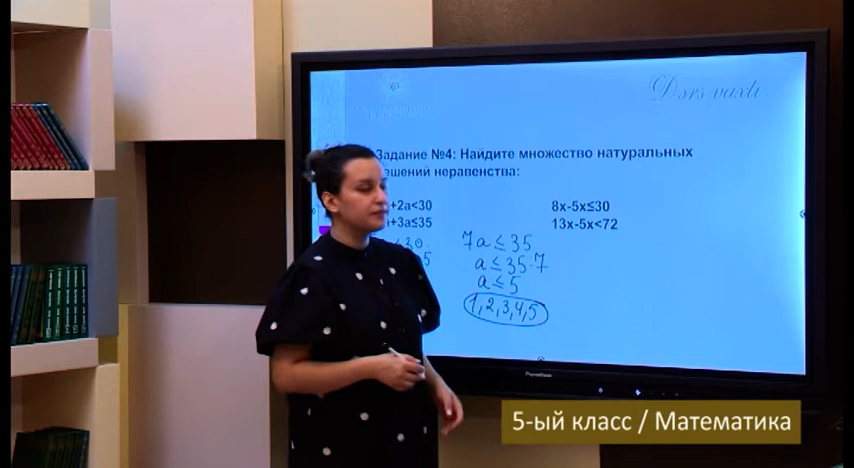 Dərs vaxtı
Задание №4: Найдите множество натуральных
ешений неравенства:
+2a<30
8x-5x≤30
+3a≤35
13x-5x<72
7a ≤ 35
a ≤ 35:7
a ≤ 5
1, 2, 3, 4, 5
5-ый класс / Математика